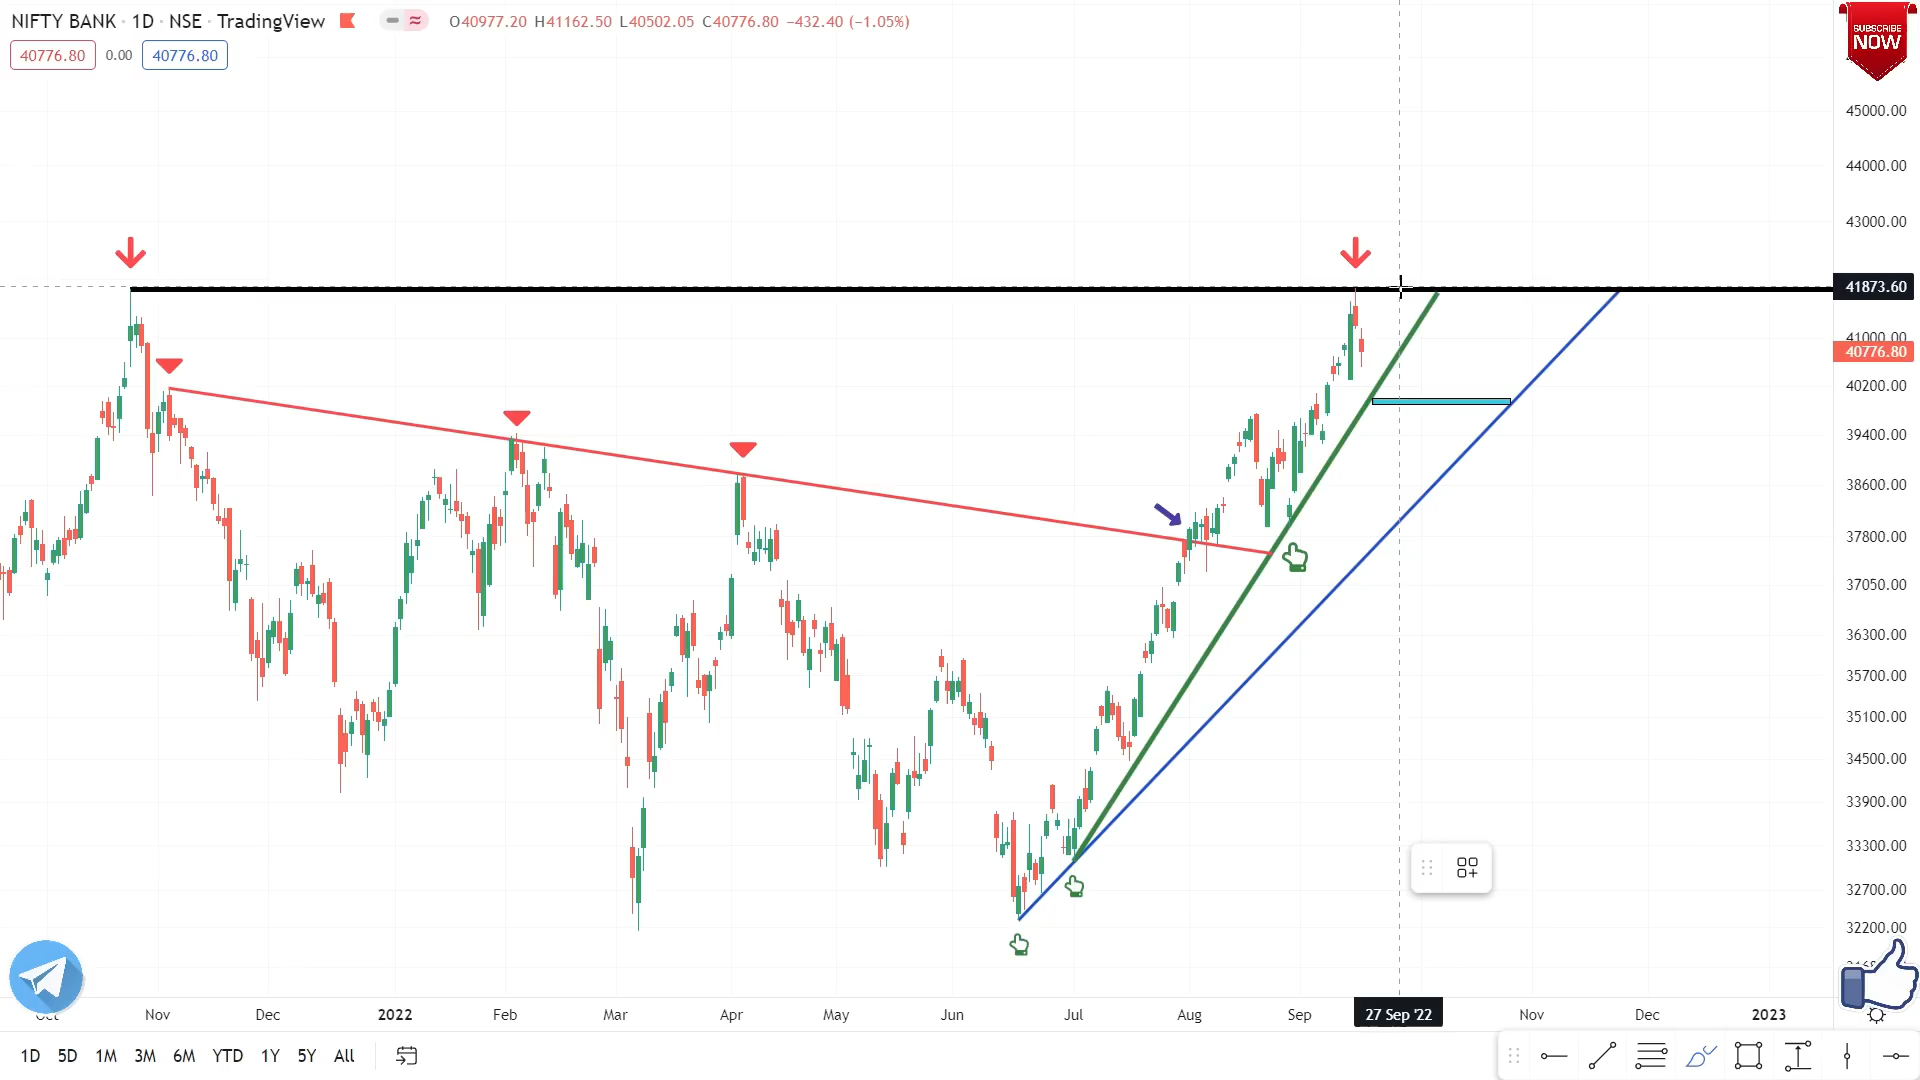 NIFTY BANK · 1D · NSE · TradingView
O40977.20 H41162.50 L40502.05 C40776.80 −432.40 (−1.05%)
40776.80 0.00 40776.80
SUBSCRIBE
NOW
45000.00
44000.00
43000.00
41873.60
41000.00
40776.80
40200.00
39400.00
38600.00
37800.00
37050.00
36300.00
35700.00
35100.00
34500.00
33900.00
33300.00
32700.00
32200.00
Oct Nov Dec 2022 Feb Mar Apr May Jun Jul Aug Sep 27 Sep '22 Nov Dec 2023
1D 5D 1M 3M 6M YTD 1Y 5Y All